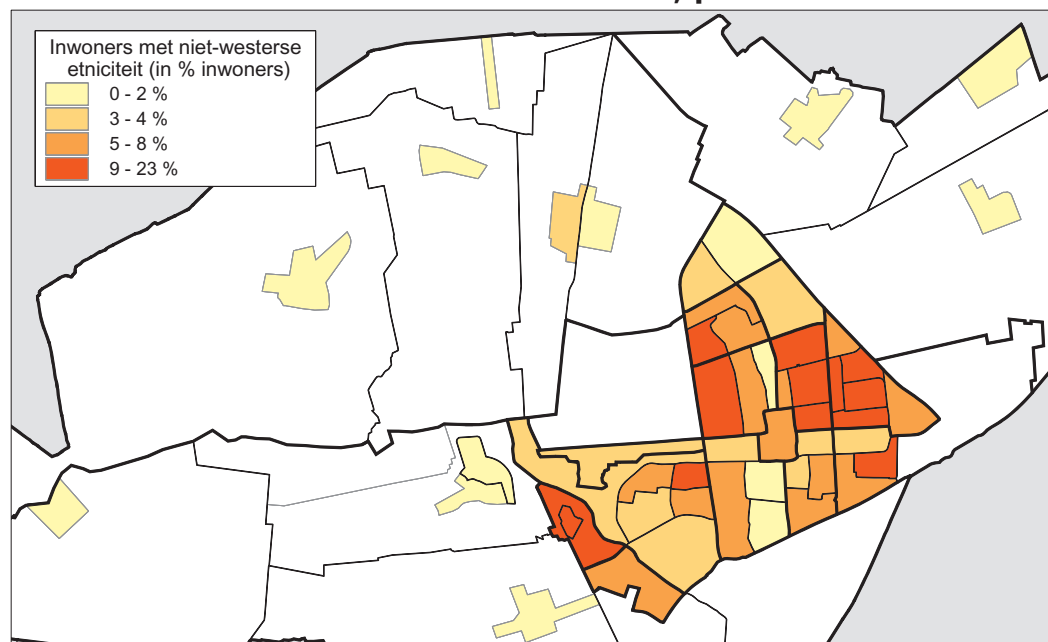 Inwoners met niet-westerse
etniciteit (in % inwoners)
0 - 2 %
3 - 4 %
5 - 8 %
9 - 23 %